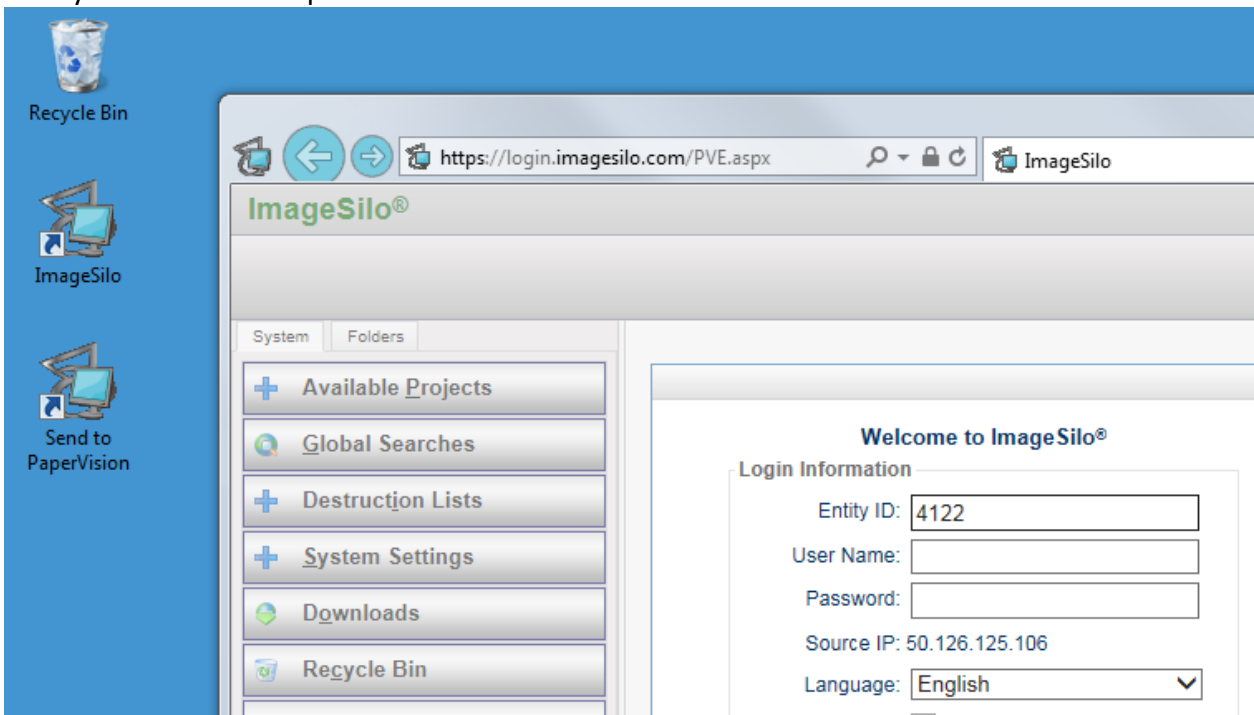 Recycle Bin
ImageSilo
Send to
PaperVision
https://login.imagesilo.com/PVE.aspx
ImageSilo
ImageSilo®
System Folders
Available Projects
Global Searches
Destruction Lists
System Settings
Downloads
Recycle Bin
Welcome to ImageSilo®
Login Information
Entity ID: 4122
User Name:
Password:
Source IP: 50.126.125.106
Language: English